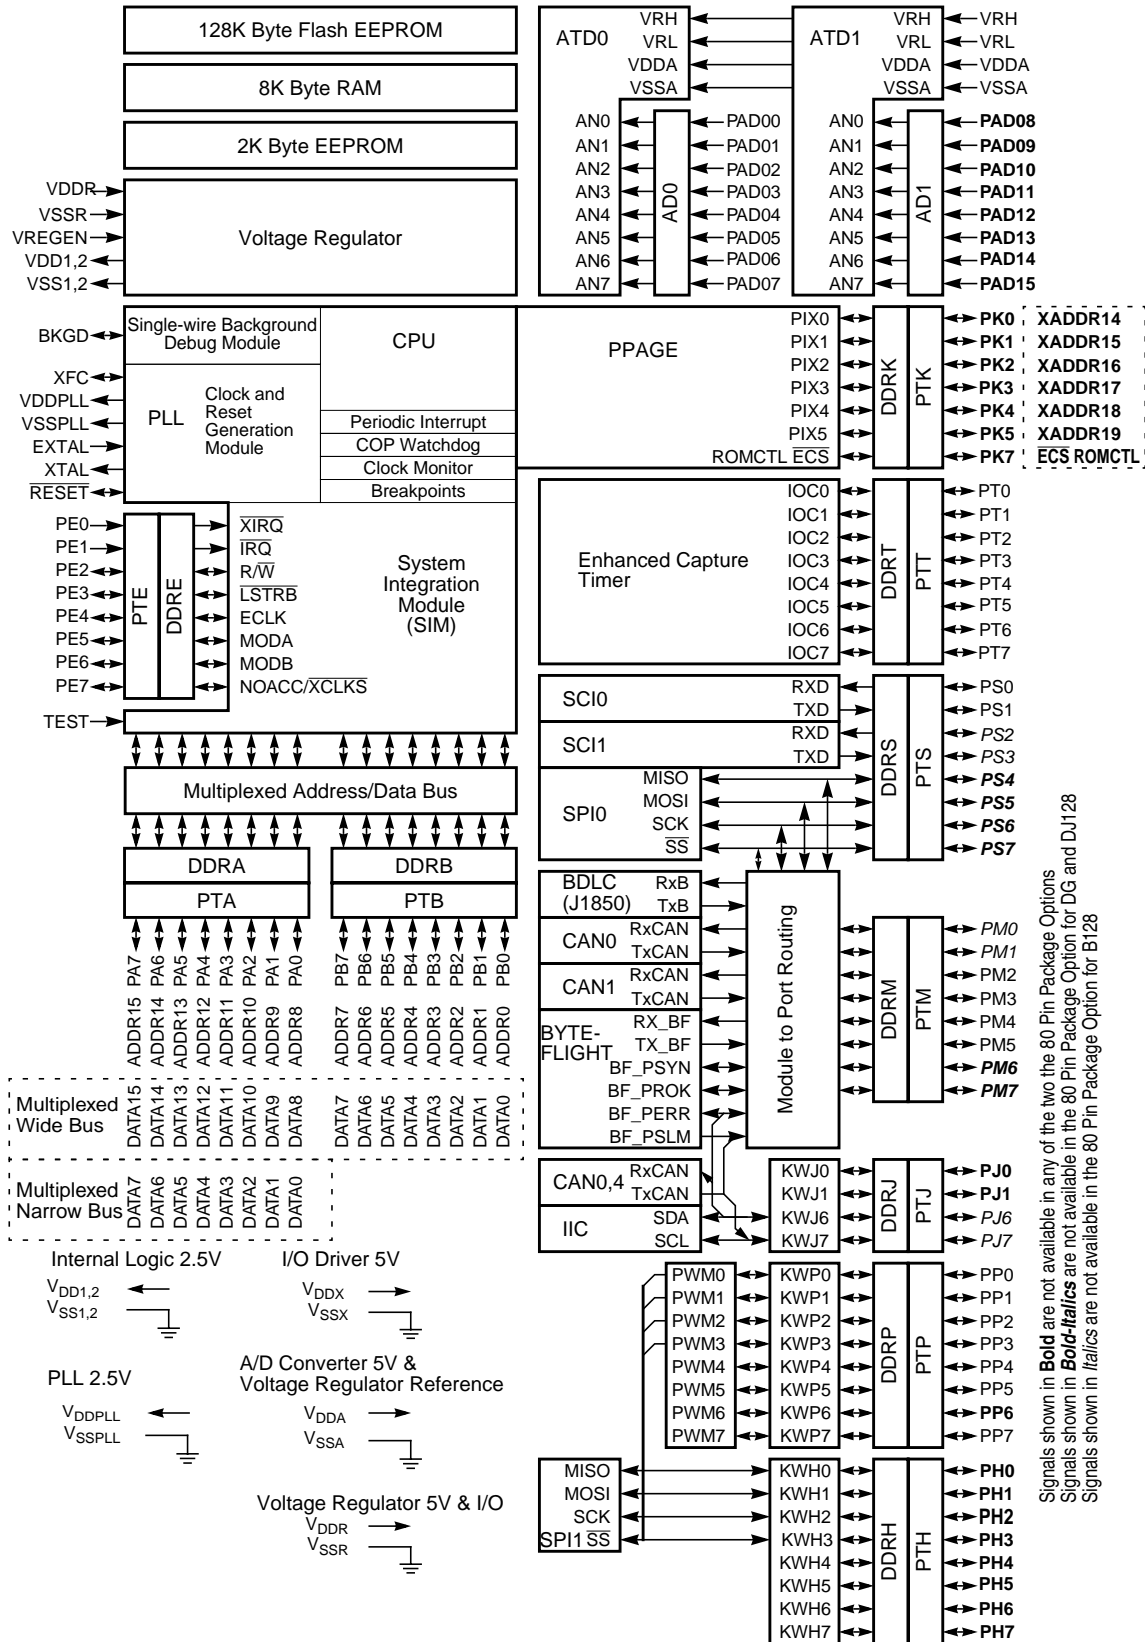 128K Byte Flash EEPROM
8K Byte RAM
2K Byte EEPROM
VDDR
VSSR
VREGEN
VDD1,2
VSS1,2
Voltage Regulator
ATD0
VRH
VRL
VDDA
VSSA
AN0
AN1
AN2
AN3
AN4
AN5
AN6
AN7
AD0
PAD00
PAD01
PAD02
PAD03
PAD04
PAD05
PAD06
PAD07
ATD1
VRH
VRL
VDDA
VSSA
VRH
VRL
VDDA
VSSA
AN0
AN1
AN2
AN3
AN4
AN5
AN6
AN7
AD1
PAD08
PAD09
PAD10
PAD11
PAD12
PAD13
PAD14
PAD15
BKGD
XFC
VDDPLL
VSSPLL
EXTAL
XTAL
RESET
Single-wire Background
Debug Module
CPU
PLL
Clock and
Reset
Generation
Module
Periodic Interrupt
COP Watchdog
Clock Monitor
Breakpoints
PPAGE
PIX0
PIX1
PIX2
PIX3
PIX4
PIX5
ROMCTL ECS
DDRK
PTK
PK0 XADDR14
PK1 XADDR15
PK2 XADDR16
PK3 XADDR17
PK4 XADDR18
PK5 XADDR19
PK7 ECS ROMCTL
PE0
PE1
PE2
PE3
PE4
PE5
PE6
PE7
TEST
PTE
DDRE
XIRQ
IRQ
R/W
LSTRB
ECLK
MODA
MODB
NOACC/XCLKS
System
Integration
Module
(SIM)
Enhanced Capture
Timer
IOC0
IOC1
IOC2
IOC3
IOC4
IOC5
IOC6
IOC7
DDRT
PTT
PT0
PT1
PT2
PT3
PT4
PT5
PT6
PT7
SCI0
RXD
TXD
SCI1
RXD
TXD
SPI0
MISO
MOSI
SCK
SS
DDRS
PTS
PS0
PS1
PS2
PS3
PS4
PS5
PS6
PS7
Multiplexed Address/Data Bus
DDRA
DDRB
PTA
PTB
PA7
PA6
PA5
PA4
PA3
PA2
PA1
PA0
PB7
PB6
PB5
PB4
PB3
PB2
PB1
PB0
ADDR15
ADDR14
ADDR13
ADDR12
ADDR11
ADDR10
ADDR9
ADDR8
ADDR7
ADDR6
ADDR5
ADDR4
ADDR3
ADDR2
ADDR1
ADDR0
Multiplexed
Wide Bus
DATA15
DATA14
DATA13
DATA12
DATA11
DATA10
DATA9
DATA8
DATA7
DATA6
DATA5
DATA4
DATA3
DATA2
DATA1
DATA0
Multiplexed
Narrow Bus
DATA7
DATA6
DATA5
DATA4
DATA3
DATA2
DATA1
DATA0
BDLC
(J1850)
RxB
TxB
CAN0
RxCAN
TxCAN
CAN1
RxCAN
TxCAN
BYTE-
FLIGHT
RX_BF
TX_BF
BF_PSYN
BF_PROK
BF_PERR
BF_PSLM
Module to Port Routing
DDRM
PTM
PM0
PM1
PM2
PM3
PM4
PM5
PM6
PM7
CAN0,4
RxCAN
TxCAN
IIC
SDA
SCL
KWJ0
KWJ1
KWJ6
KWJ7
DDRJ
PTJ
PJ0
PJ1
PJ6
PJ7
PWM0
PWM1
PWM2
PWM3
PWM4
PWM5
PWM6
PWM7
KWP0
KWP1
KWP2
KWP3
KWP4
KWP5
KWP6
KWP7
DDRP
PTP
PP0
PP1
PP2
PP3
PP4
PP5
PP6
PP7
MISO
MOSI
SCK
SPI1 SS
KWH0
KWH1
KWH2
KWH3
KWH4
KWH5
KWH6
KWH7
DDRH
PTH
PH0
PH1
PH2
PH3
PH4
PH5
PH6
PH7
Internal Logic 2.5V
VDD1,2
VSS1,2
I/O Driver 5V
VDDX
VSSX
PLL 2.5V
VDDPLL
VSSPLL
A/D Converter 5V &
Voltage Regulator Reference
VDDA
VSSA
Voltage Regulator 5V & I/O
VDDR
VSSR
Signals shown in Bold are not available in any of the two the 80 Pin Package Options
Signals shown in Bold-Italics are not available in the 80 Pin Package Option for DG and DJ128
Signals shown in Italics are not available in the 80 Pin Package Option for B128